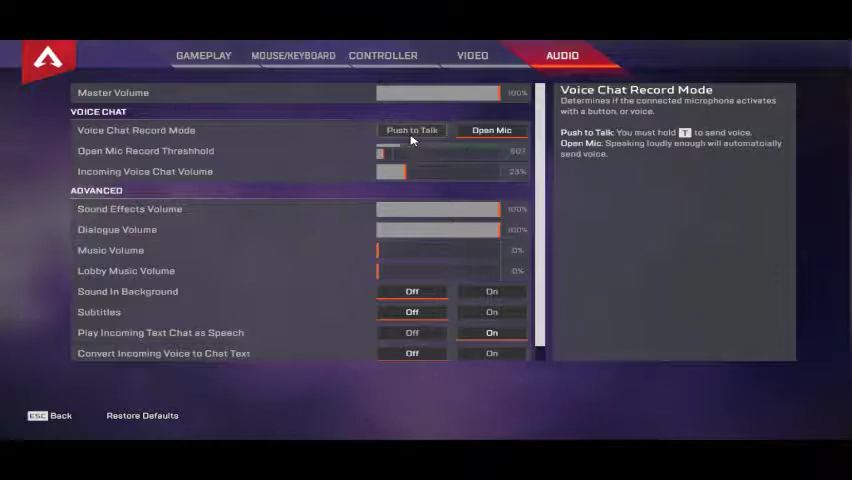 GAMEPLAY MOUSE/KEYBOARD CONTROLLER VIDEO AUDIO
Master Volume 100%
VOICE CHAT
Voice Chat Record Mode Push to Talk Open Mic
Open Mic Record Threshhold
Incoming Voice Chat Volume 23%
ADVANCED
Sound Effects Volume 100%
Dialogue Volume 100%
Music Volume 0%
Lobby Music Volume 0%
Sound In Background Off On
Subtitles Off On
Play Incoming Text Chat as Speech Off On
Convert Incoming Voice to Chat Text Off On
Voice Chat Record Mode
Determines if the connected microphone activates
with a button, or voice.
Push to Talk: You must hold T to send voice.
Open Mic: Speaking loudly enough will automatcially
send voice.
ESC Back Restore Defaults